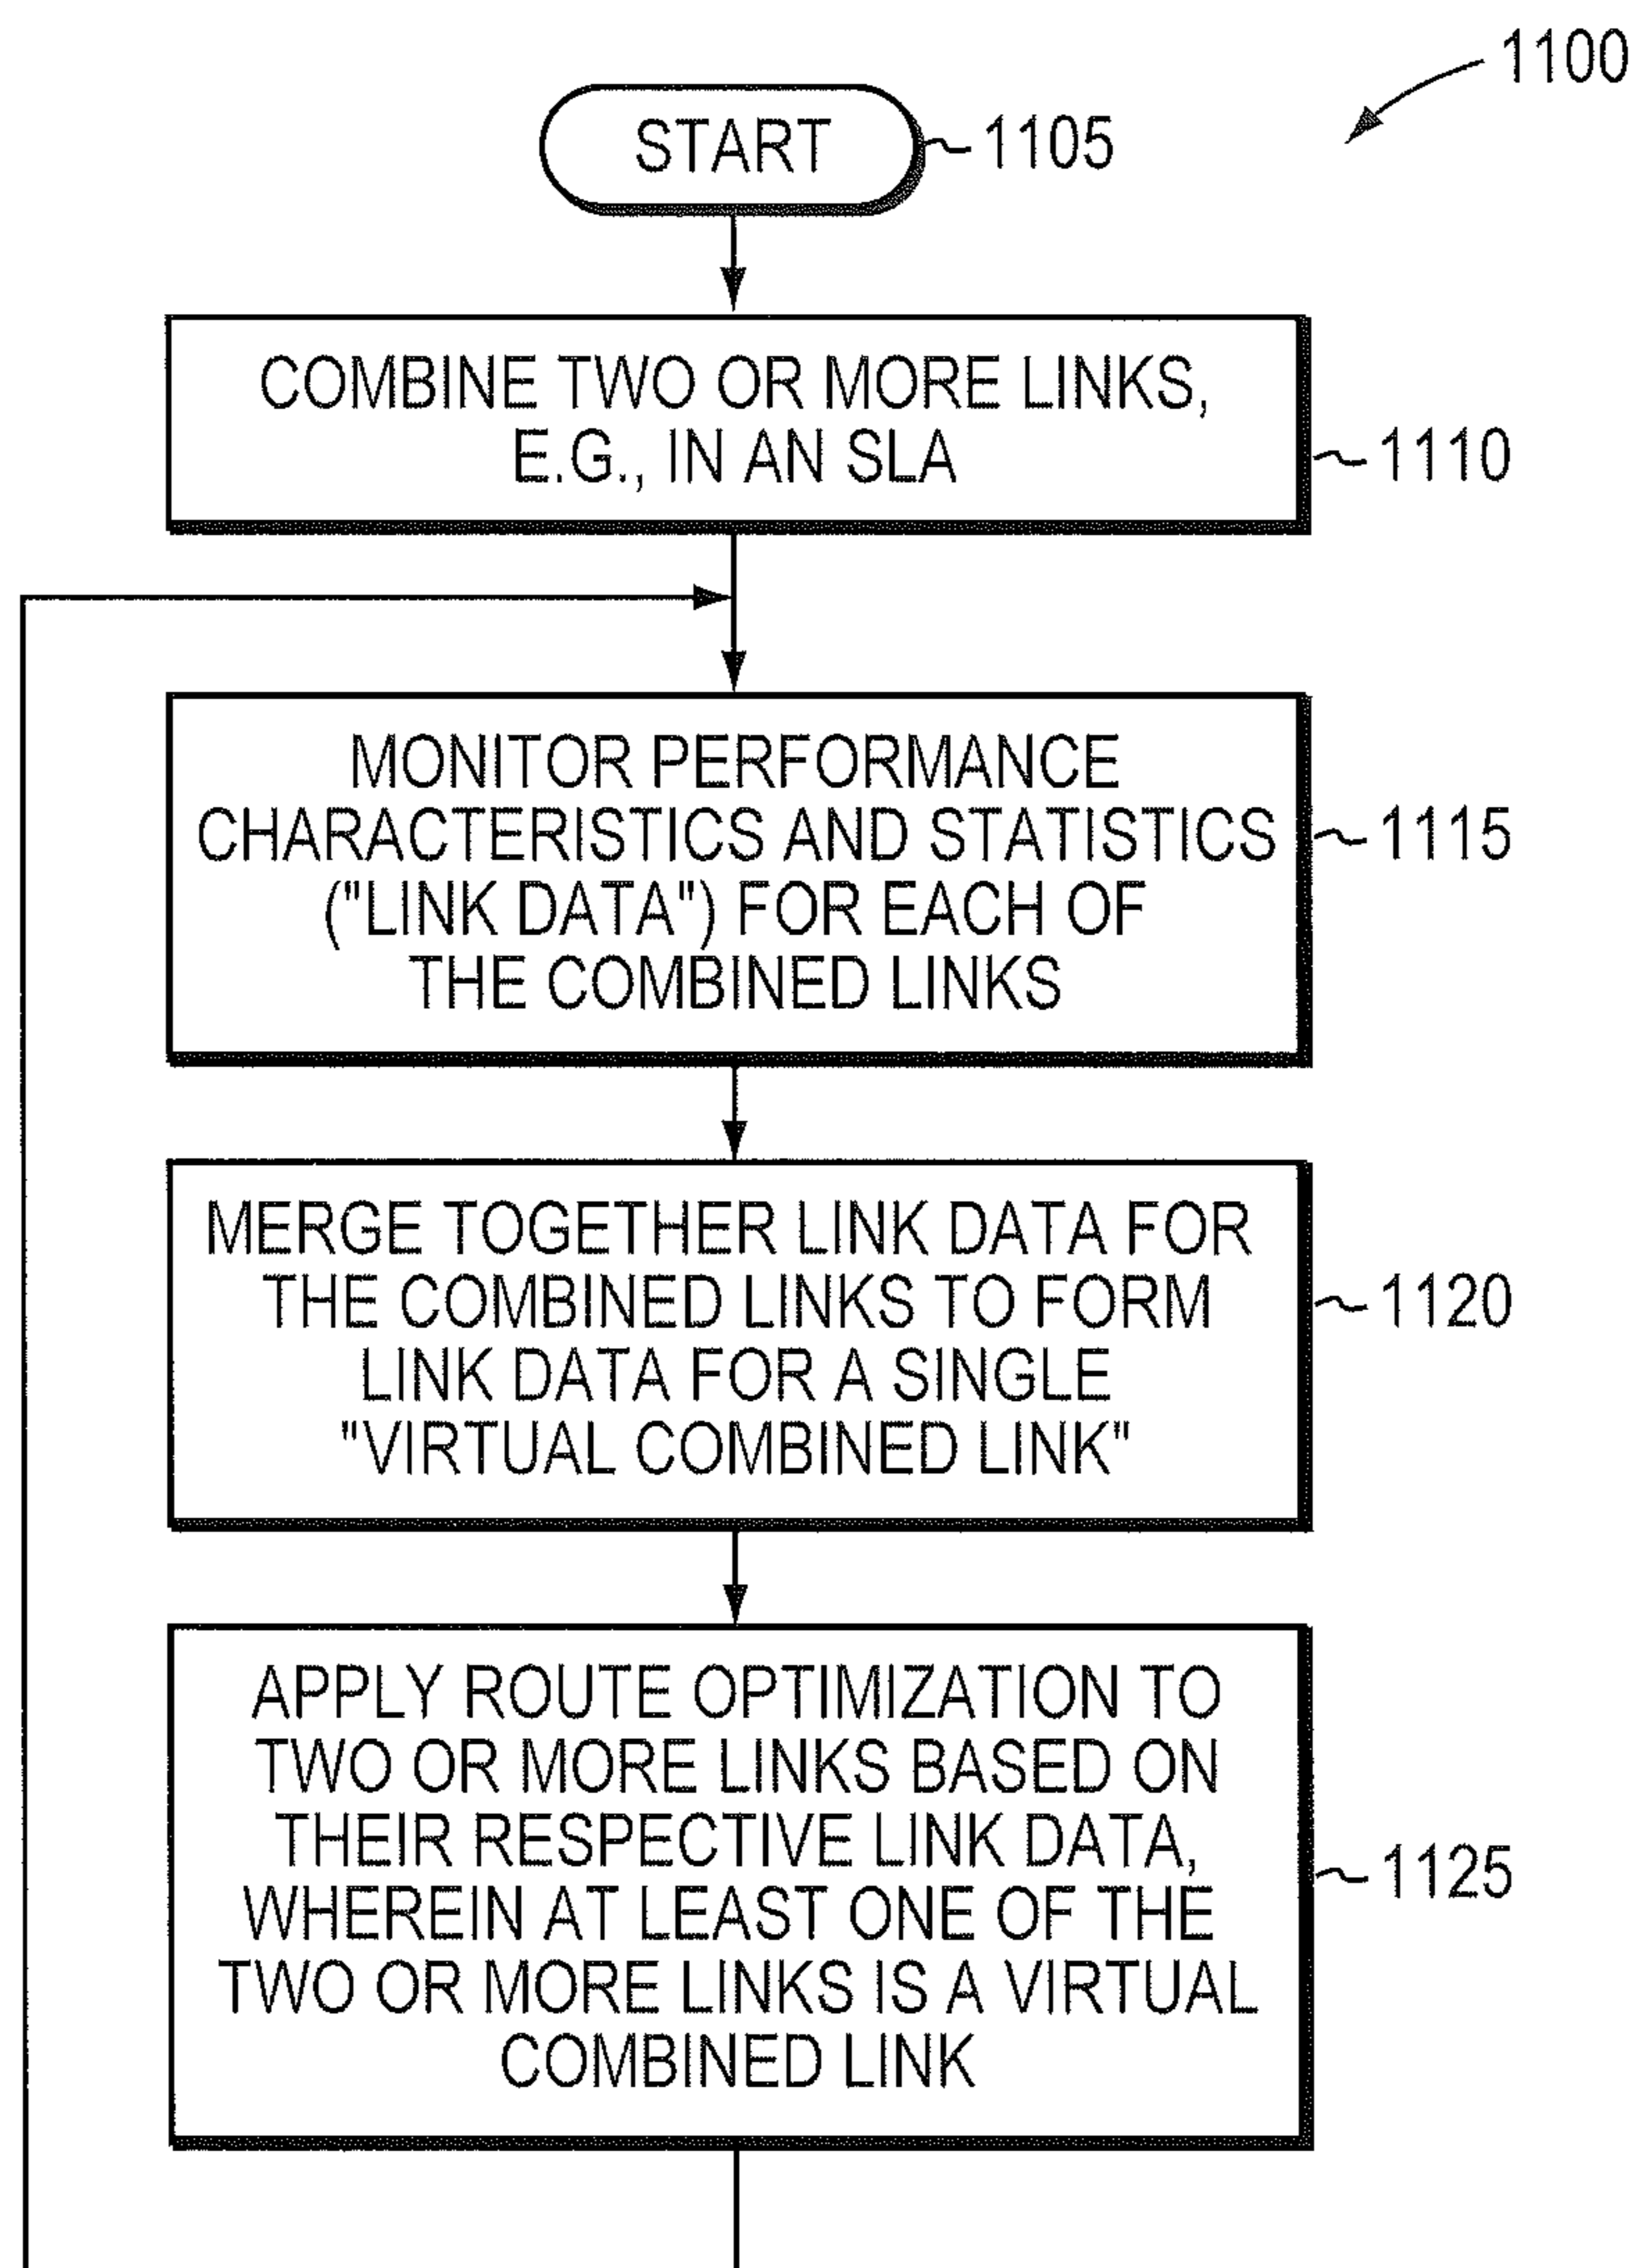 1100
START
1105
COMBINE TWO OR MORE LINKS,
E.G., IN AN SLA
1110
MONITOR PERFORMANCE
CHARACTERISTICS AND STATISTICS
("LINK DATA") FOR EACH OF
THE COMBINED LINKS
1115
MERGE TOGETHER LINK DATA FOR
THE COMBINED LINKS TO FORM
LINK DATA FOR A SINGLE
"VIRTUAL COMBINED LINK"
1120
APPLY ROUTE OPTIMIZATION TO
TWO OR MORE LINKS BASED ON
THEIR RESPECTIVE LINK DATA,
WHEREIN AT LEAST ONE OF THE
TWO OR MORE LINKS IS A VIRTUAL
COMBINED LINK
1125